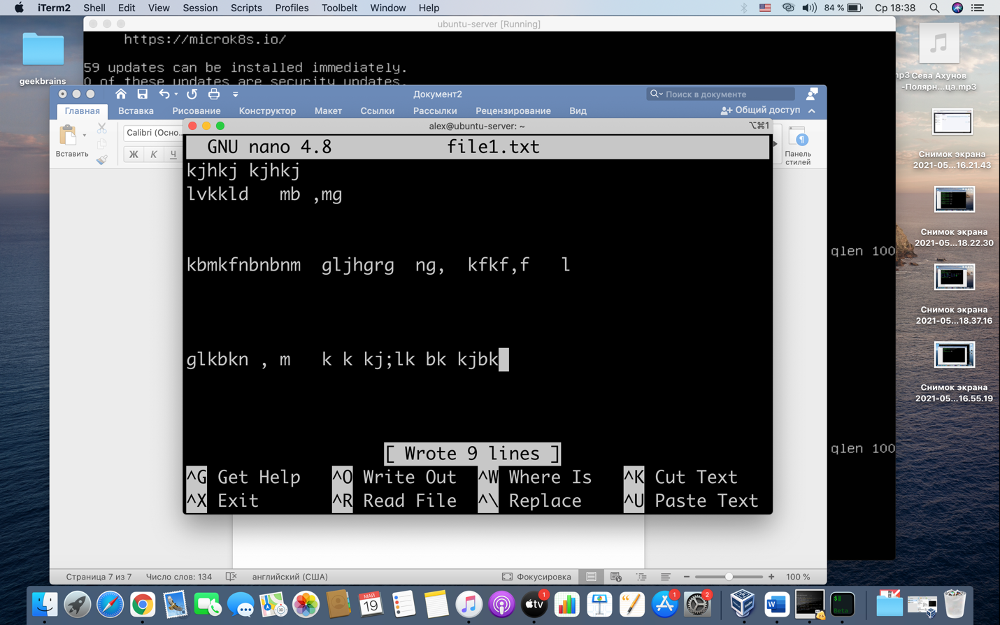 iTerm2 Shell Edit View Session Scripts Profiles Toolbelt Window Help 84 % Ср 18:38
ubuntu-server [Running]
https://microk8s.io/
59 updates can be installed immediately.
0 of these updates are security updates.
geekbrains
mp3 Сева Ахунов
-Полярн...ца.mp3
Документ2
Поиск в документе
Главная Вставка Рисование Конструктор Макет Ссылки Рассылки Рецензирование Вид Общий доступ
Calibri (Осно...
Вставить
Ж К Ч
Панель
стилей
alex@ubuntu-server: ~ ⌥⌘1
GNU nano 4.8 file1.txt
kjhkj kjhkj
lvkkld mb ,mg
kbmkfnbnbnm gljhgrg ng, kfkf,f l
glkbkn , m k k kj;lk bk kjbk
[ Wrote 9 lines ]
^G Get Help ^O Write Out ^W Where Is ^K Cut Text
^X Exit ^R Read File ^\ Replace ^U Paste Text
qlen 100
qlen 100
Снимок экрана
2021-05...16.21.43
Снимок экрана
2021-05...18.22.30
Снимок экрана
2021-05...18.37.16
Снимок экрана
2021-05...16.55.19
Страница 7 из 7 Число слов: 134 английский (США) Фокусировка 100 %
МАЙ
19
tv
1
1
2
Beta